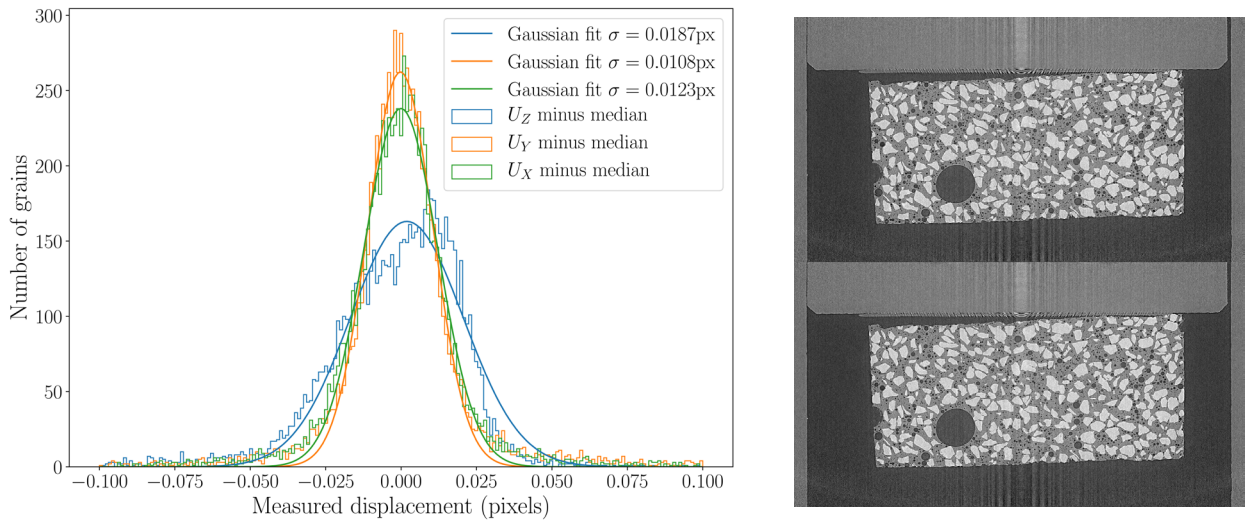 300
250
200
150
100
50
0
Number of grains
Gaussian fit σ = 0.0187px
Gaussian fit σ = 0.0108px
Gaussian fit σ = 0.0123px
U_Z minus median
U_Y minus median
U_X minus median
−0.100 −0.075 −0.050 −0.025 0.000 0.025 0.050 0.075 0.100
Measured displacement (pixels)